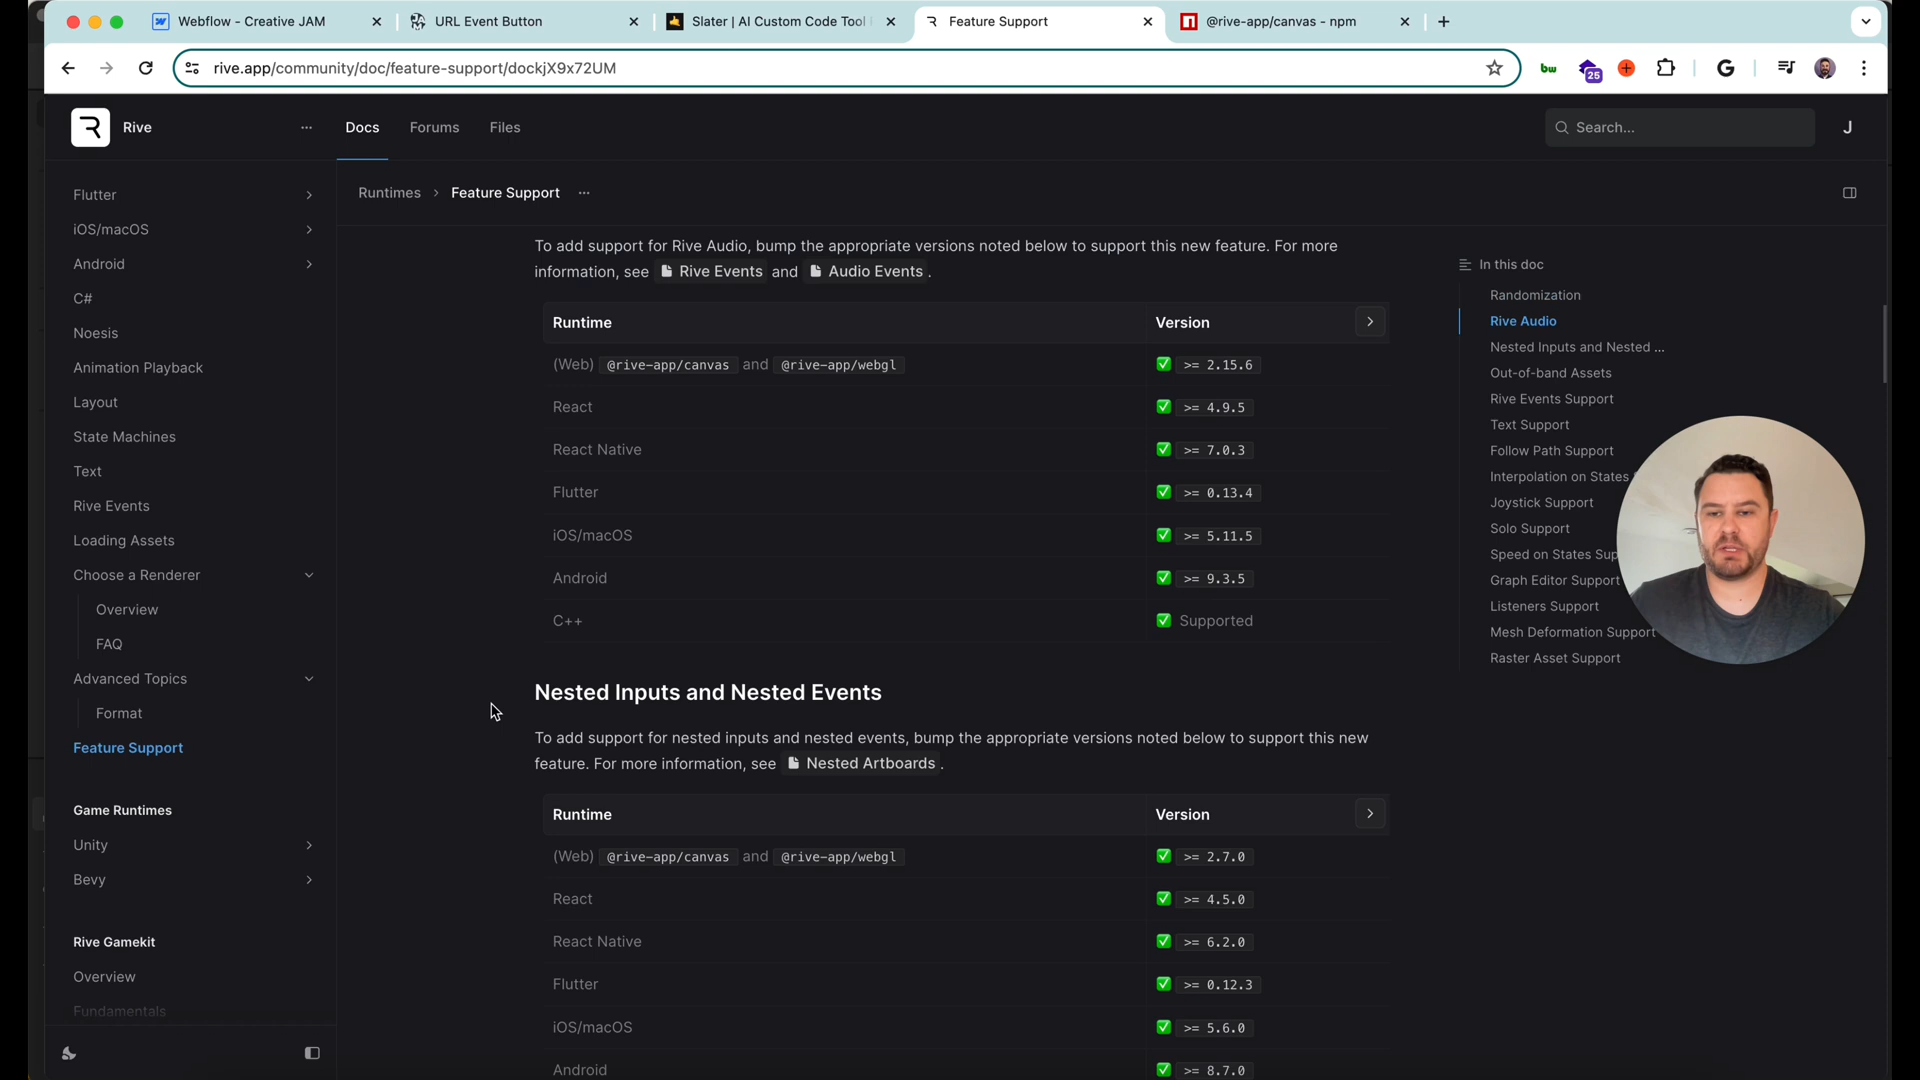 Webflow - Creative JAM
URL Event Button
Slater | AI Custom Code Tool
Feature Support
@rive-app/canvas - npm
rive.app/community/doc/feature-support/dockjX9x72UM
bw
25
G
Rive
Docs
Forums
Files
Search...
J
Flutter
iOS/macOS
Android
C#
Noesis
Animation Playback
Layout
State Machines
Text
Rive Events
Loading Assets
Choose a Renderer
Overview
FAQ
Advanced Topics
Format
Feature Support
Game Runtimes
Unity
Bevy
Rive Gamekit
Overview
Fundamentals
Runtimes > Feature Support ...
To add support for Rive Audio, bump the appropriate versions noted below to support this new feature. For more
information, see Rive Events and Audio Events .
Runtime Version
(Web) @rive-app/canvas and @rive-app/webgl ✅ >= 2.15.6
React ✅ >= 4.9.5
React Native ✅ >= 7.0.3
Flutter ✅ >= 0.13.4
iOS/macOS ✅ >= 5.11.5
Android ✅ >= 9.3.5
C++ ✅ Supported
Nested Inputs and Nested Events
To add support for nested inputs and nested events, bump the appropriate versions noted below to support this new
feature. For more information, see Nested Artboards .
Runtime Version
(Web) @rive-app/canvas and @rive-app/webgl ✅ >= 2.7.0
React ✅ >= 4.5.0
React Native ✅ >= 6.2.0
Flutter ✅ >= 0.12.3
iOS/macOS ✅ >= 5.6.0
Android ✅ >= 8.7.0
In this doc
Randomization
Rive Audio
Nested Inputs and Nested ...
Out-of-band Assets
Rive Events Support
Text Support
Follow Path Support
Interpolation on States
Joystick Support
Solo Support
Speed on States Sup
Graph Editor Support
Listeners Support
Mesh Deformation Support
Raster Asset Support